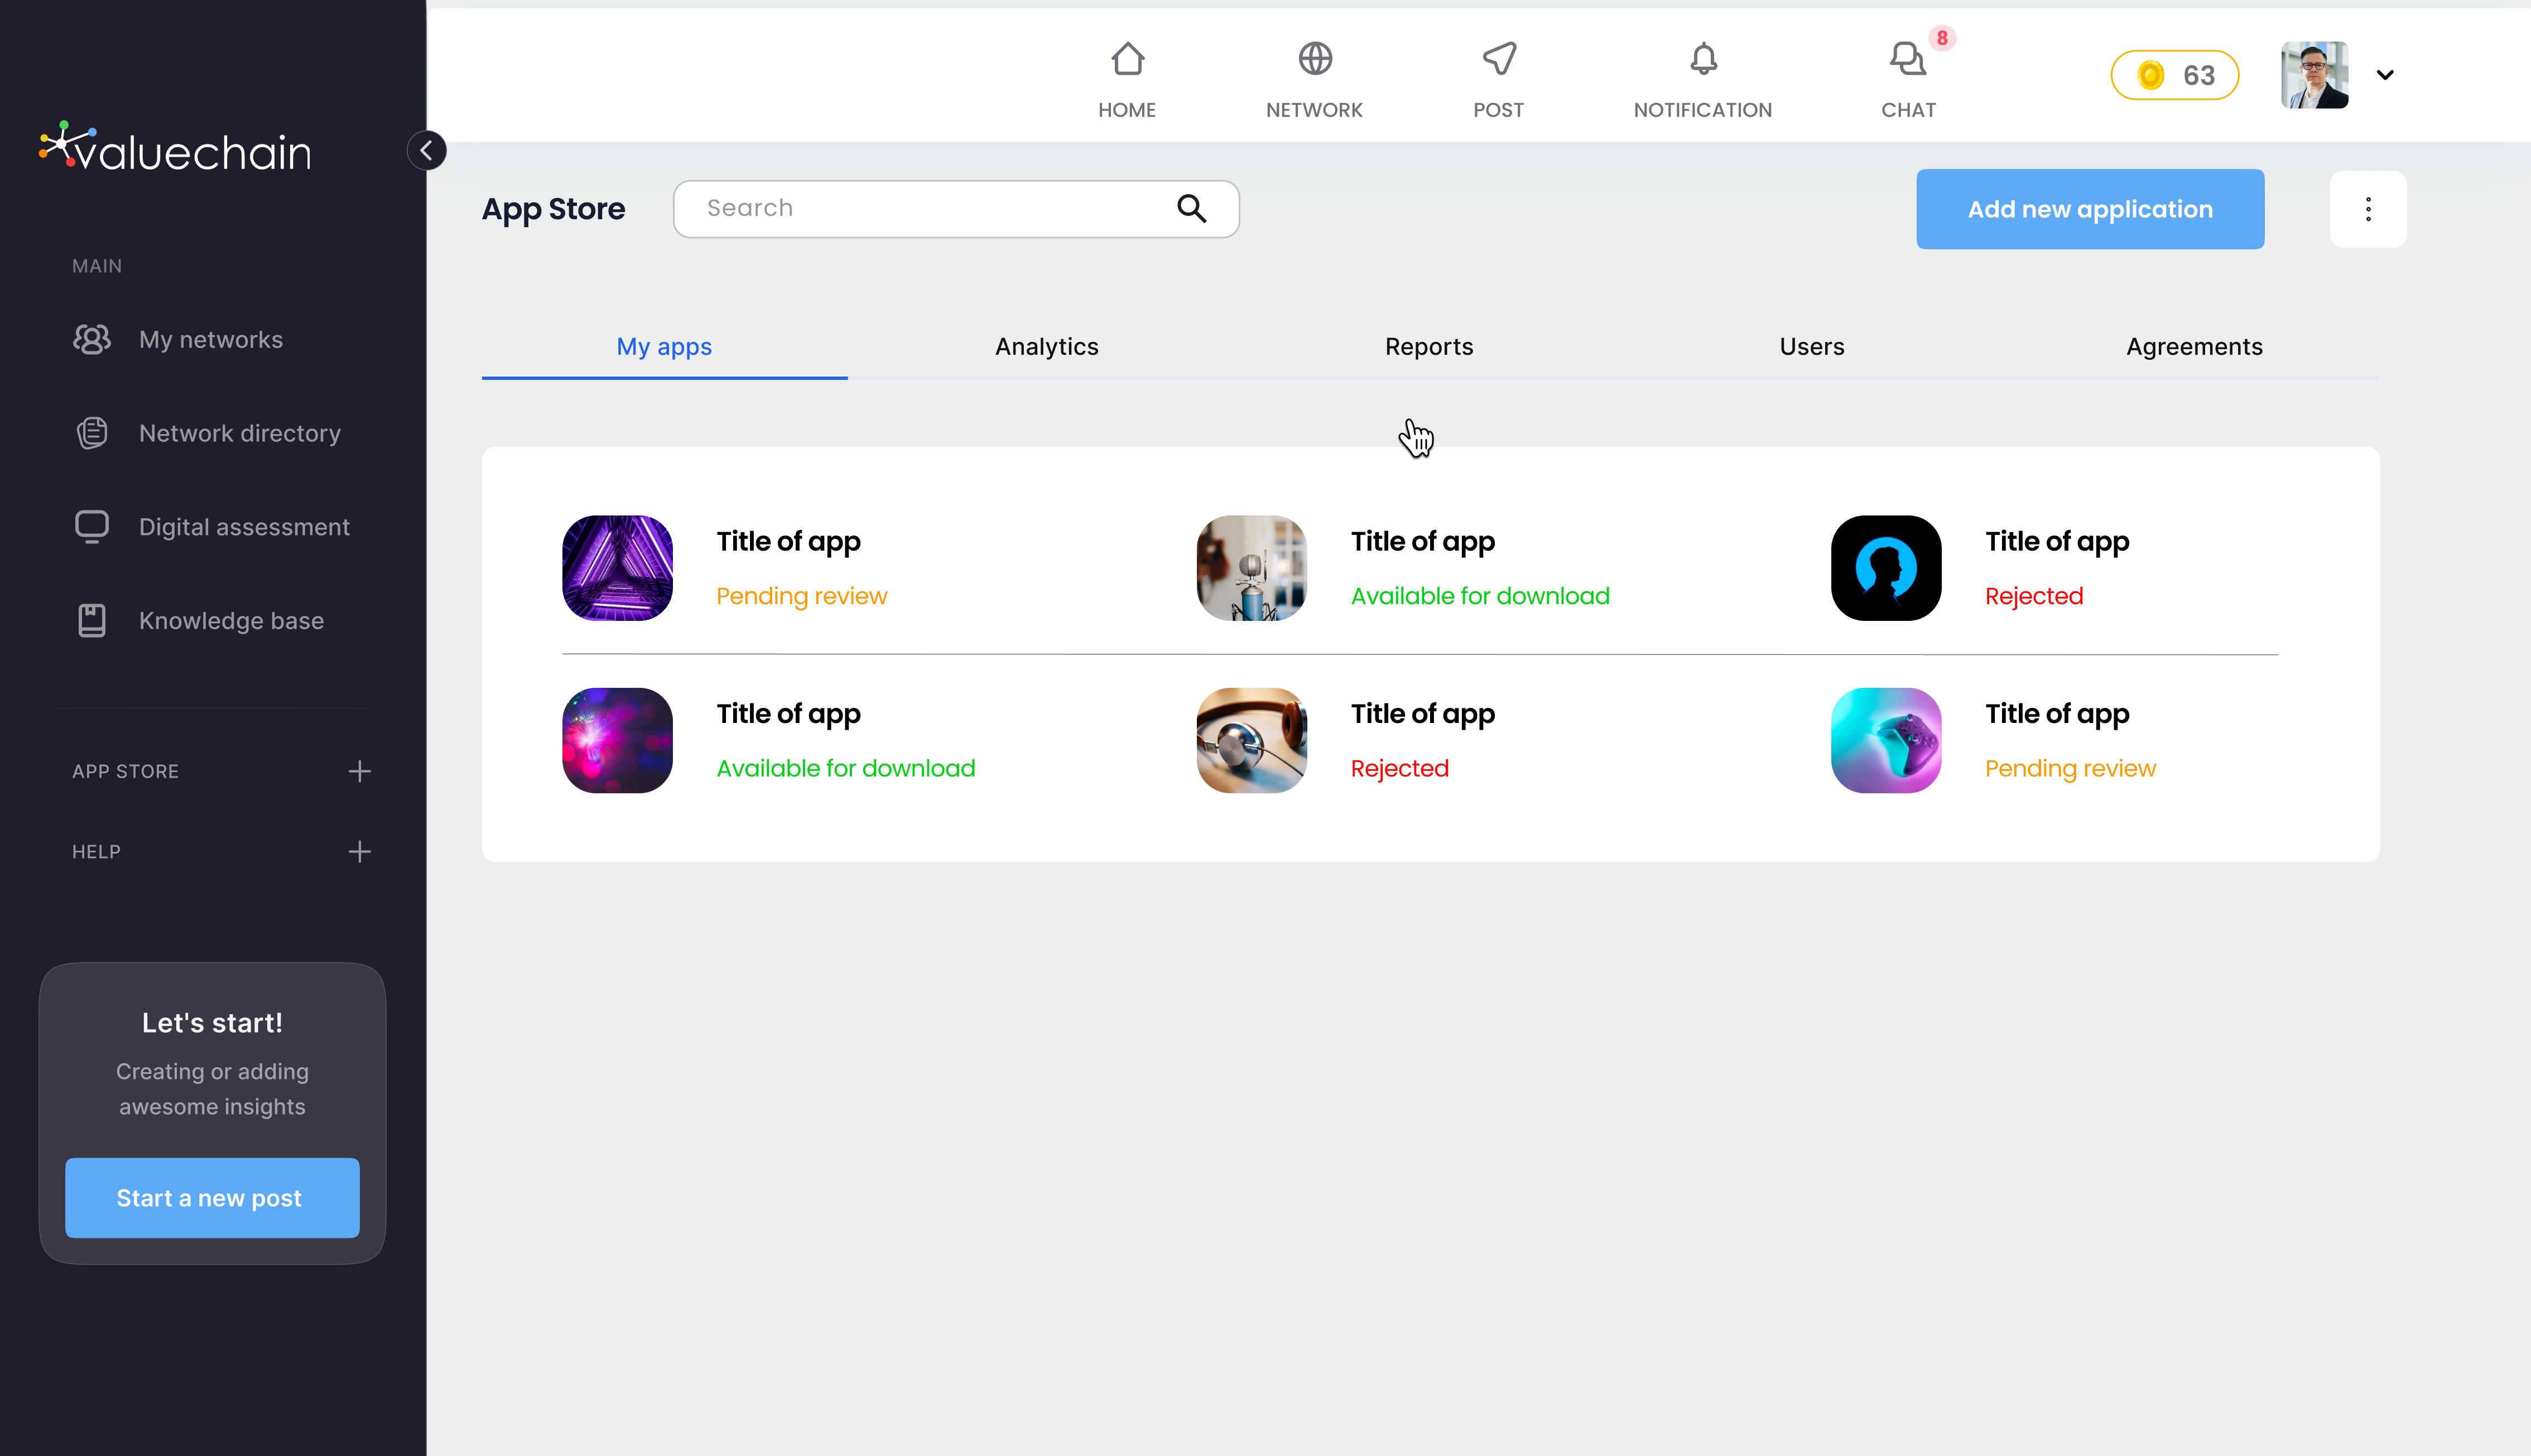 valuechain
HOME
NETWORK
POST
NOTIFICATION
CHAT
8
63
App Store
Search
Add new application
MAIN
My networks
Network directory
Digital assessment
Knowledge base
APP STORE
HELP
Let's start!
Creating or adding
awesome insights
Start a new post
My apps
Analytics
Reports
Users
Agreements
Title of app
Pending review
Title of app
Available for download
Title of app
Rejected
Title of app
Available for download
Title of app
Rejected
Title of app
Pending review